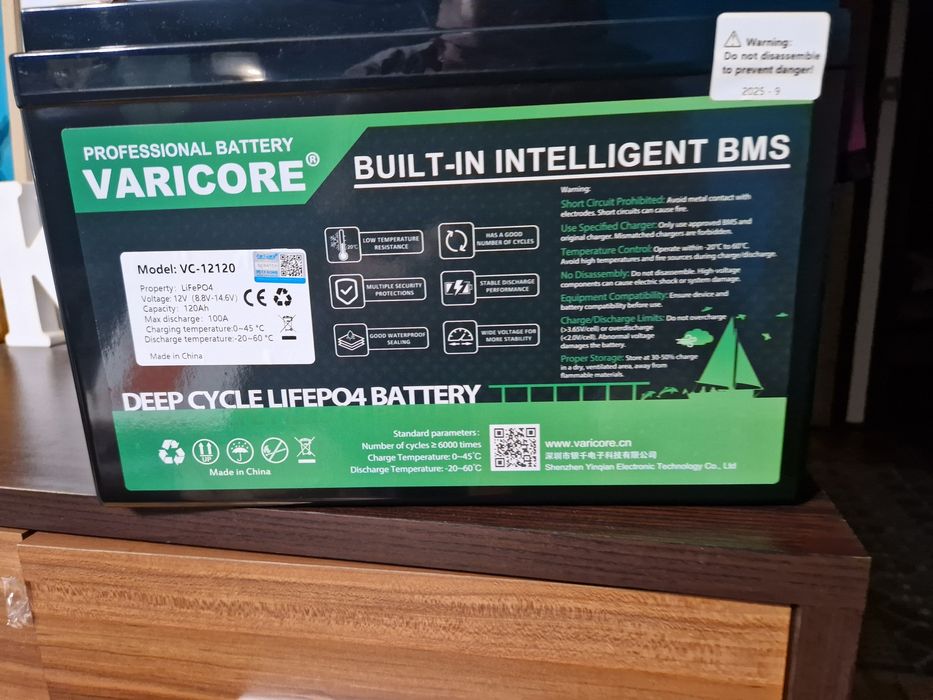 Warning:
Do not disassemble
to prevent danger!
2025 - 9
PROFESSIONAL BATTERY
VARICORE®
BUILT-IN INTELLIGENT BMS
Model: VC-12120
Property: LiFePO4
Voltage: 12V (8.8V-14.6V)
Capacity: 120Ah
Max discharge: 100A
Charging temperature:0~45 °C
Discharge temperature:-20~60 °C
Made in China
CE
-20°C
LOW TEMPERATURE
RESISTANCE
HAS A GOOD
NUMBER OF CYCLES
MULTIPLE SECURITY
PROTECTIONS
STABLE DISCHARGE
PERFORMANCE
GOOD WATERPROOF
SEALING
WIDE VOLTAGE FOR
MORE STABILITY
Warning:
Short Circuit Prohibited: Avoid metal contact with
electrodes. Short circuits can cause fire.
Use Specified Charger: Only use approved BMS and
original charger. Mismatched chargers are forbidden.
Temperature Control: Operate within -20°C to 60°C.
Avoid high temperatures and fire sources during charge/discharge.
No Disassembly: Do not disassemble. High-voltage
components can cause electric shock or system damage.
Equipment Compatibility: Ensure device and
battery compatibility before use.
Charge/Discharge Limits: Do not overcharge
(>3.65V/cell) or overdischarge
(<2.0V/cell). Abnormal voltage
damages the battery.
Proper Storage: Store at 30-50% charge
in a dry, ventilated area, away from
flammable materials.
DEEP CYCLE LIFEPO4 BATTERY
UP
Made in China
Standard parameters:
Number of cycles ≥ 6000 times
Charge Temperature: 0~45℃
Discharge Temperature: -20~60℃
www.varicore.cn
深圳市银千电子科技有限公司
Shenzhen Yinqian Electronic Technology Co., Ltd